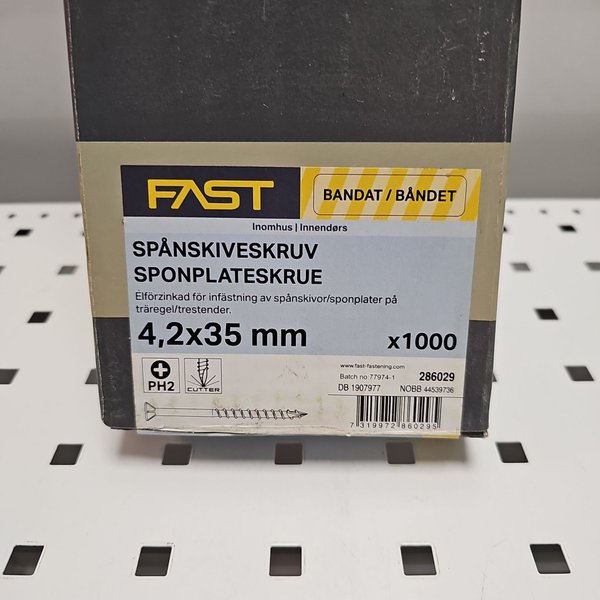 FAST
BANDAT / BÅNDET
Inomhus | Innendørs
SPÅNSKIVESKRUV
SPONPLATESKRUE
Elförzinkad för infästning av spånskivor/sponplater på
träregel/trestender.
4,2x35 mm x1000
PH2
CUTTER
www.fast-fastening.com
Batch no: 77974-1 286029
DB 1907977 NOBB 44539736
7 319972 860295